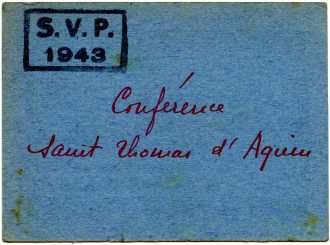 S. V. P.
1943
Conférence
Saint Thomas d'Aquin